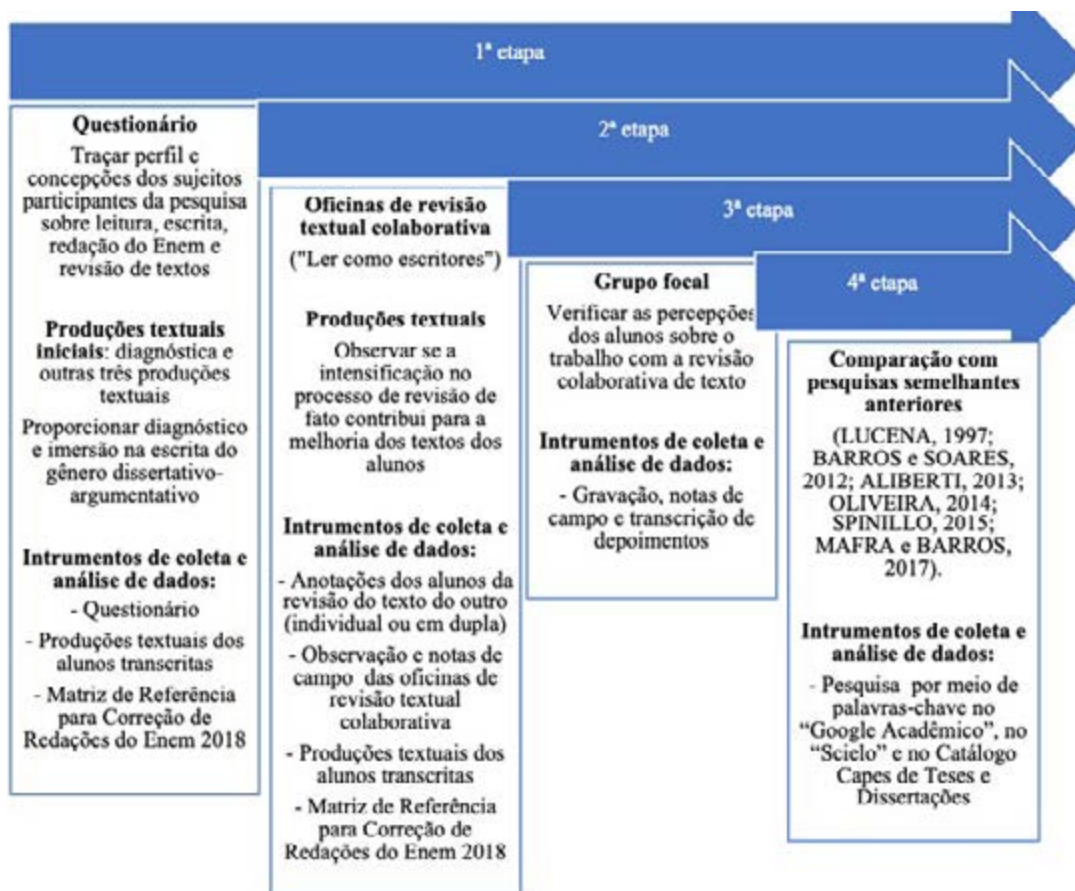 1ª etapa
Questionário
Traçar perfil e
concepções dos sujeitos
participantes da pesquisa
sobre leitura, escrita,
redação do Enem e
revisão de textos
Produções textuais
iniciais: diagnóstica e
outras três produções
textuais
Proporcionar diagnóstico
e imersão na escrita do
gênero dissertativo-
argumentativo
Intrumentos de coleta e
análise de dados:
- Questionário
- Produções textuais dos
alunos transcritas
- Matriz de Referência
para Correção de
Redações do Enem 2018
2ª etapa
Oficinas de revisão
textual colaborativa
("Ler como escritores")
Produções textuais
Observar se a
intensificação no
processo de revisão de
fato contribui para a
melhoria dos textos dos
alunos
Intrumentos de coleta e
análise de dados:
- Anotações dos alunos da
revisão do texto do outro
(individual ou em dupla)
- Observação e notas de
campo das oficinas de
revisão textual
colaborativa
- Produções textuais dos
alunos transcritas
- Matriz de Referência
para Correção de
Redações do Enem 2018
3ª etapa
Grupo focal
Verificar as percepções
dos alunos sobre o
trabalho com a revisão
colaborativa de texto
Intrumentos de coleta e
análise de dados:
- Gravação, notas de
campo e transcrição de
depoimentos
4ª etapa
Comparação com
pesquisas semelhantes
anteriores
(LUCENA, 1997;
BARROS e SOARES,
2012; ALIBERTI, 2013;
OLIVEIRA, 2014;
SPINILLO, 2015;
MAFRA e BARROS,
2017).
Intrumentos de coleta e
análise de dados:
- Pesquisa por meio de
palavras-chave no
“Google Acadêmico”, no
“Scielo” e no Catálogo
Capes de Teses e
Dissertações